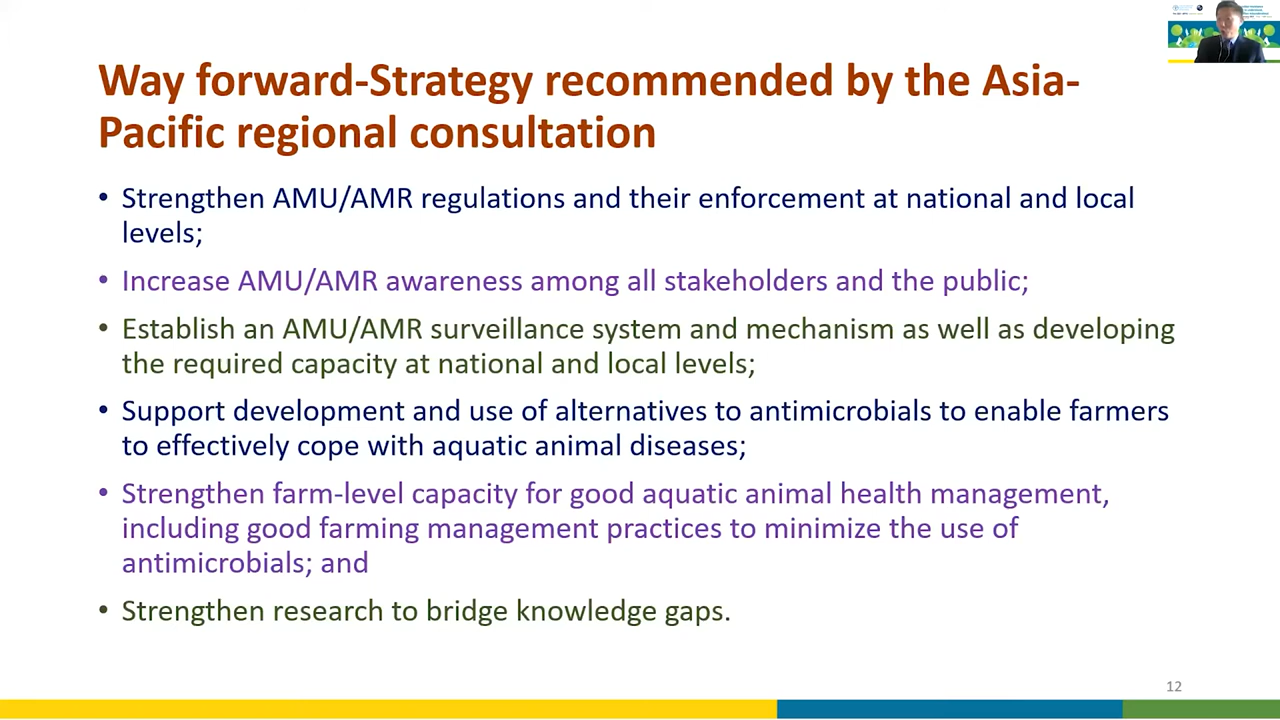 Way forward-Strategy recommended by the Asia-
Pacific regional consultation
• Strengthen AMU/AMR regulations and their enforcement at national and local
levels;
• Increase AMU/AMR awareness among all stakeholders and the public;
• Establish an AMU/AMR surveillance system and mechanism as well as developing
the required capacity at national and local levels;
• Support development and use of alternatives to antimicrobials to enable farmers
to effectively cope with aquatic animal diseases;
• Strengthen farm-level capacity for good aquatic animal health management,
including good farming management practices to minimize the use of
antimicrobials; and
• Strengthen research to bridge knowledge gaps.
12